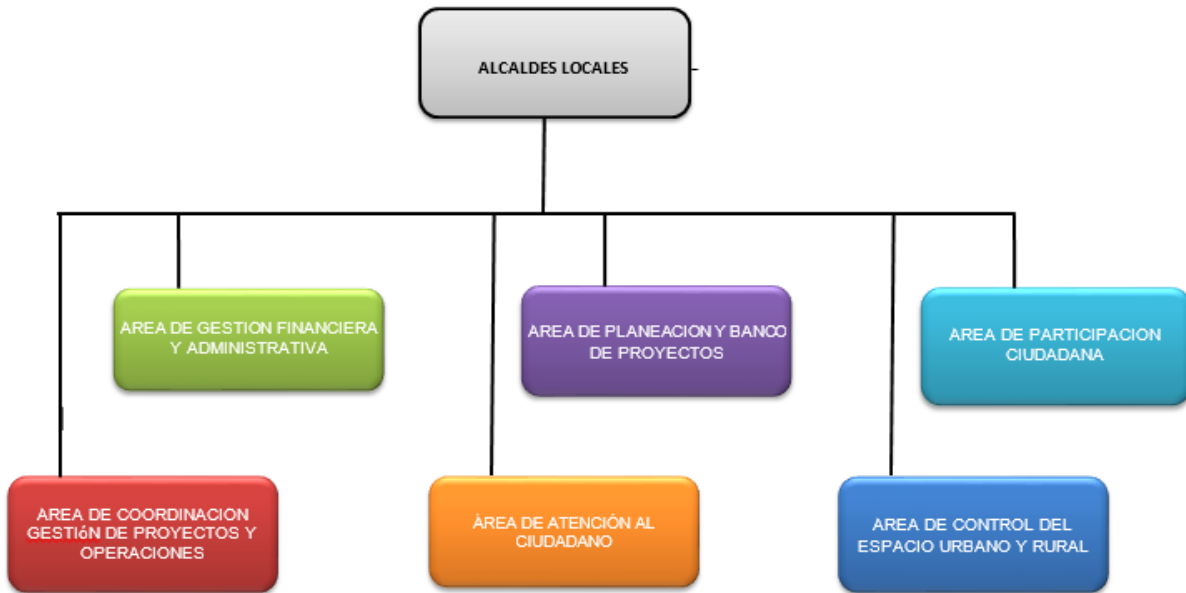 ALCALDES LOCALES
AREA DE GESTION FINANCIERA
Y ADMINISTRATIVA
AREA DE PLANEACION Y BANCO
DE PROYECTOS
AREA DE PARTICIPACION
CIUDADANA
AREA DE COORDINACION
GESTIóN DE PROYECTOS Y
OPERACIONES
ÀREA DE ATENCIÒN AL
CIUDADANO
AREA DE CONTROL DEL
ESPACIO URBANO Y RURAL